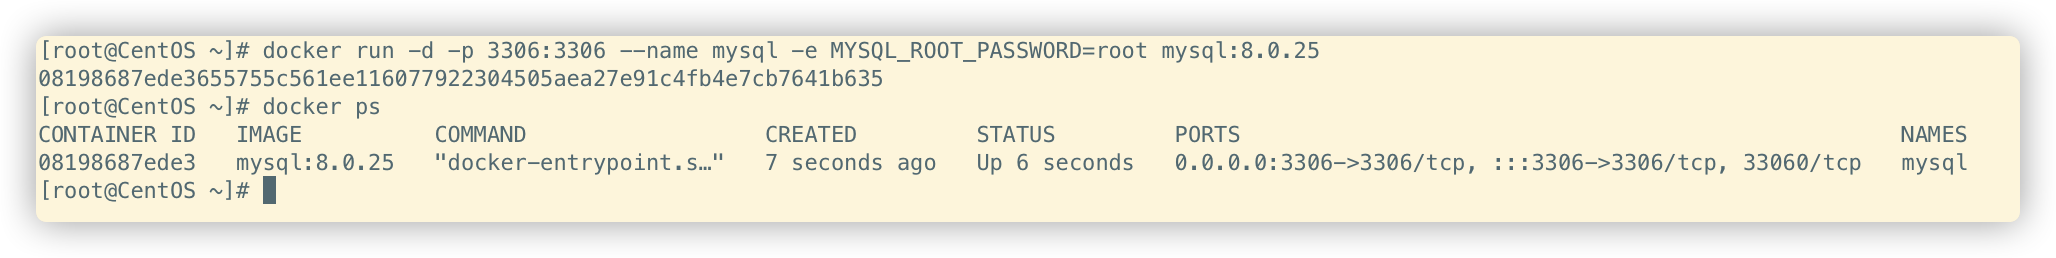 [root@CentOS ~]# docker run -d -p 3306:3306 --name mysql -e MYSQL_ROOT_PASSWORD=root mysql:8.0.25
08198687ede3655755c561ee116077922304505aea27e91c4fb4e7cb7641b635
[root@CentOS ~]# docker ps
CONTAINER ID   IMAGE          COMMAND                  CREATED         STATUS         PORTS                                                  NAMES
08198687ede3   mysql:8.0.25   "docker-entrypoint.s…"   7 seconds ago   Up 6 seconds   0.0.0.0:3306->3306/tcp, :::3306->3306/tcp, 33060/tcp   mysql
[root@CentOS ~]#